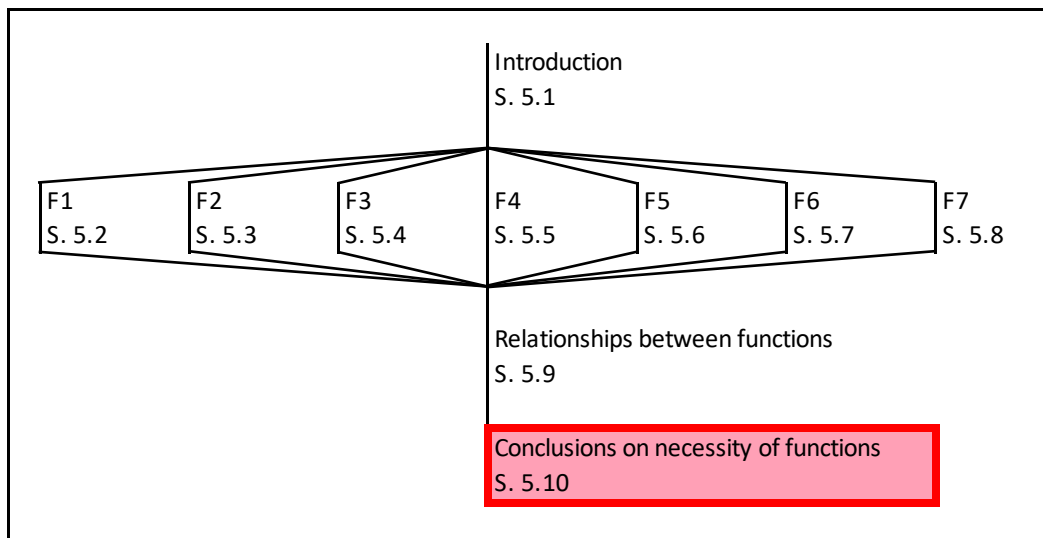 Introduction
S. 5.1
F1
S. 5.2
F2
S. 5.3
F3
S. 5.4
F4
S. 5.5
F5
S. 5.6
F6
S. 5.7
F7
S. 5.8
Relationships between functions
S. 5.9
Conclusions on necessity of functions
S. 5.10